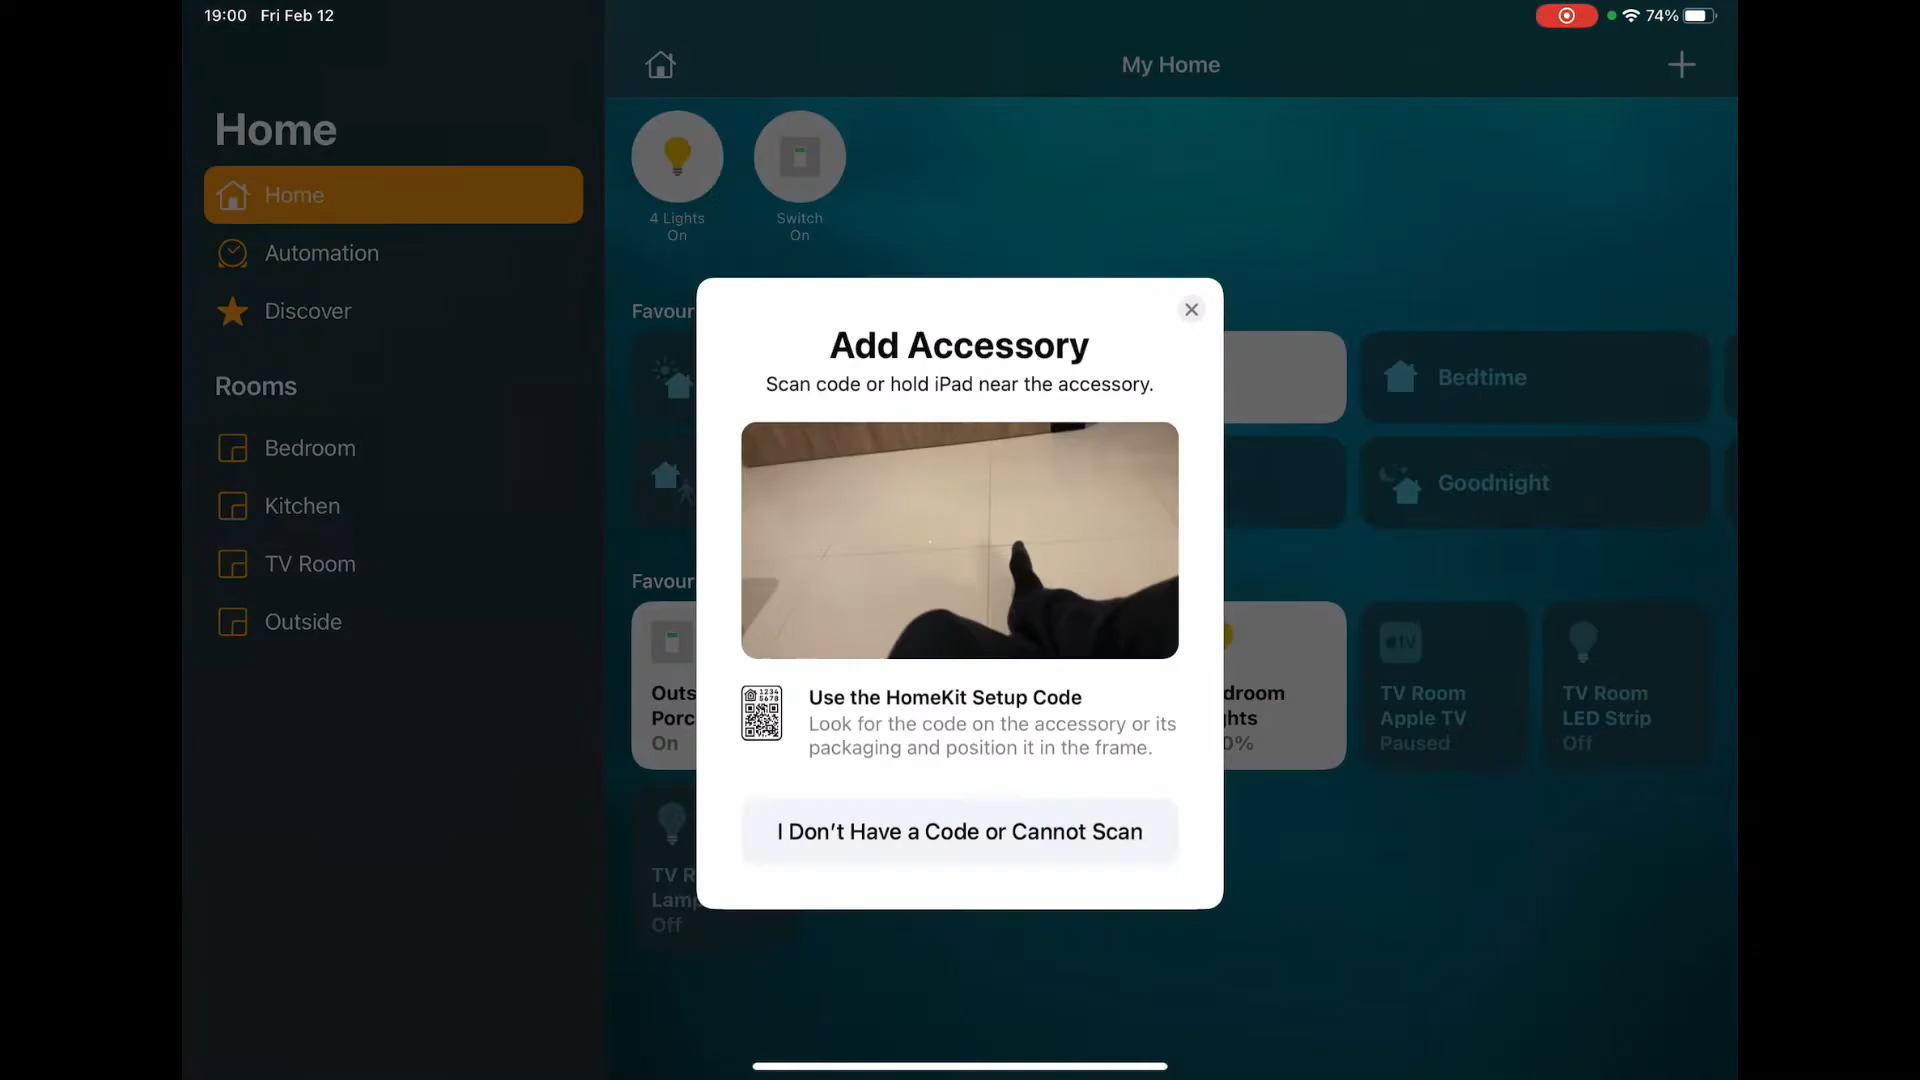 19:00 Fri Feb 12
74%
Home
Home
Automation
Discover
Rooms
Bedroom
Kitchen
TV Room
Outside
My Home
4 Lights
On
Switch
On
Favour
Bedtime
Goodnight
Favour
Outs
Porc
On
droom
hts
0%
TV Room
Apple TV
Paused
TV Room
LED Strip
Off
TV R
Lamp
Off
tv
Add Accessory
Scan code or hold iPad near the accessory.
1234
5678
Use the HomeKit Setup Code
Look for the code on the accessory or its
packaging and position it in the frame.
I Don’t Have a Code or Cannot Scan